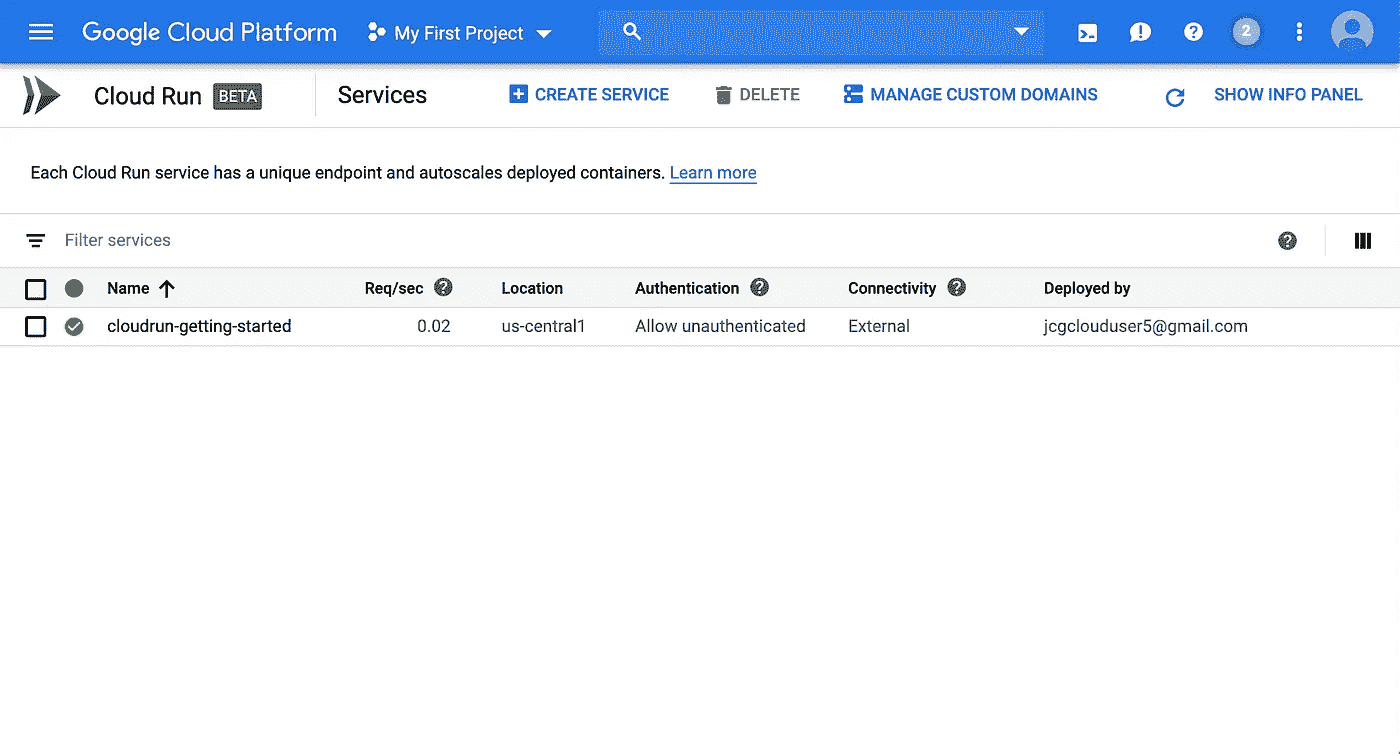 Google Cloud Platform My First Project 2
Cloud Run BETA Services CREATE SERVICE DELETE MANAGE CUSTOM DOMAINS SHOW INFO PANEL
Each Cloud Run service has a unique endpoint and autoscales deployed containers. Learn more
Filter services
Name Req/sec Location Authentication Connectivity Deployed by
cloudrun-getting-started 0.02 us-central1 Allow unauthenticated External jcgclouduser5@gmail.com